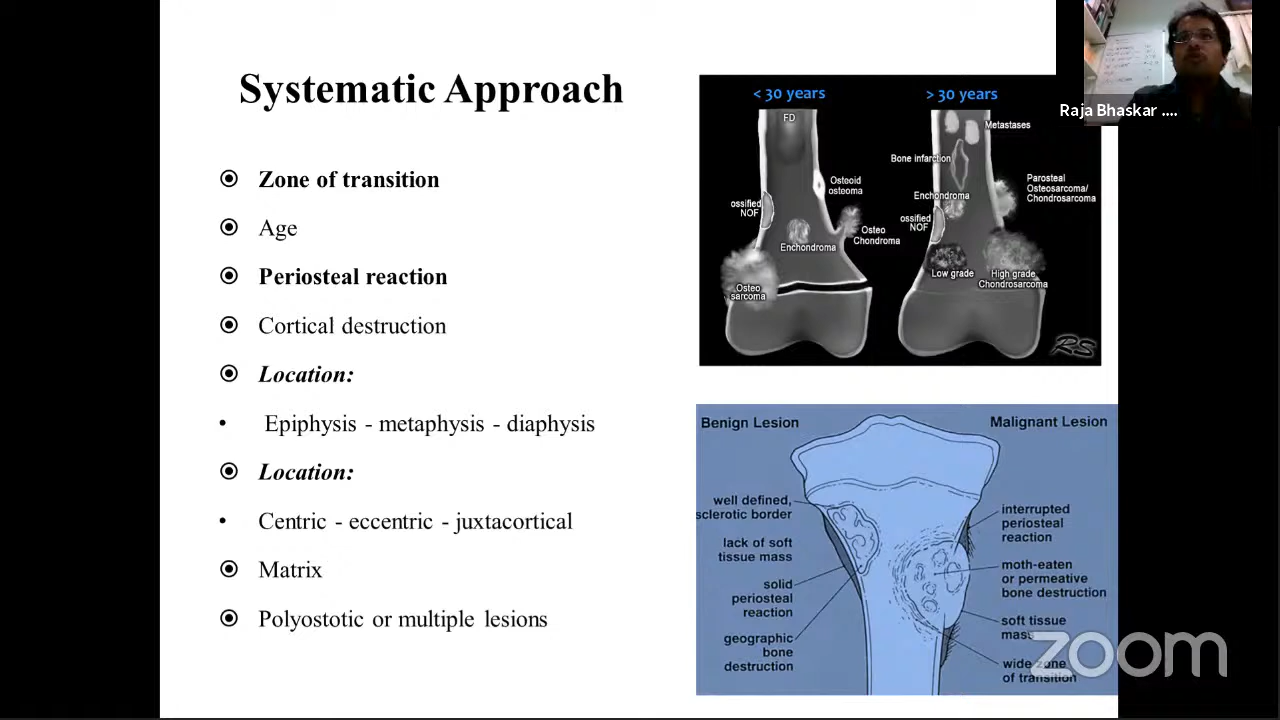 Systematic Approach
Zone of transition
Age
Periosteal reaction
Cortical destruction
Location:
Epiphysis - metaphysis - diaphysis
Location:
Centric - eccentric - juxtacortical
Matrix
Polyostotic or multiple lesions
< 30 years
FD
Osteoid
osteoma
ossified
NOF
Osteo
Chondroma
Enchondroma
Osteo
sarcoma
> 30 years
Metastases
Bone infarction
Parosteal
Osteosarcoma/
Chondrosarcoma
Enchondroma
ossified
NOF
Low grade
High grade
Chondrosarcoma
RS
Raja Bhaskar ....
Benign Lesion
well defined,
sclerotic border
lack of soft
tissue mass
solid
periosteal
reaction
geographic
bone
destruction
Malignant Lesion
interrupted
periosteal
reaction
moth-eaten
or permeative
bone destruction
soft tissue
mass
wide zone
of transition
zoom